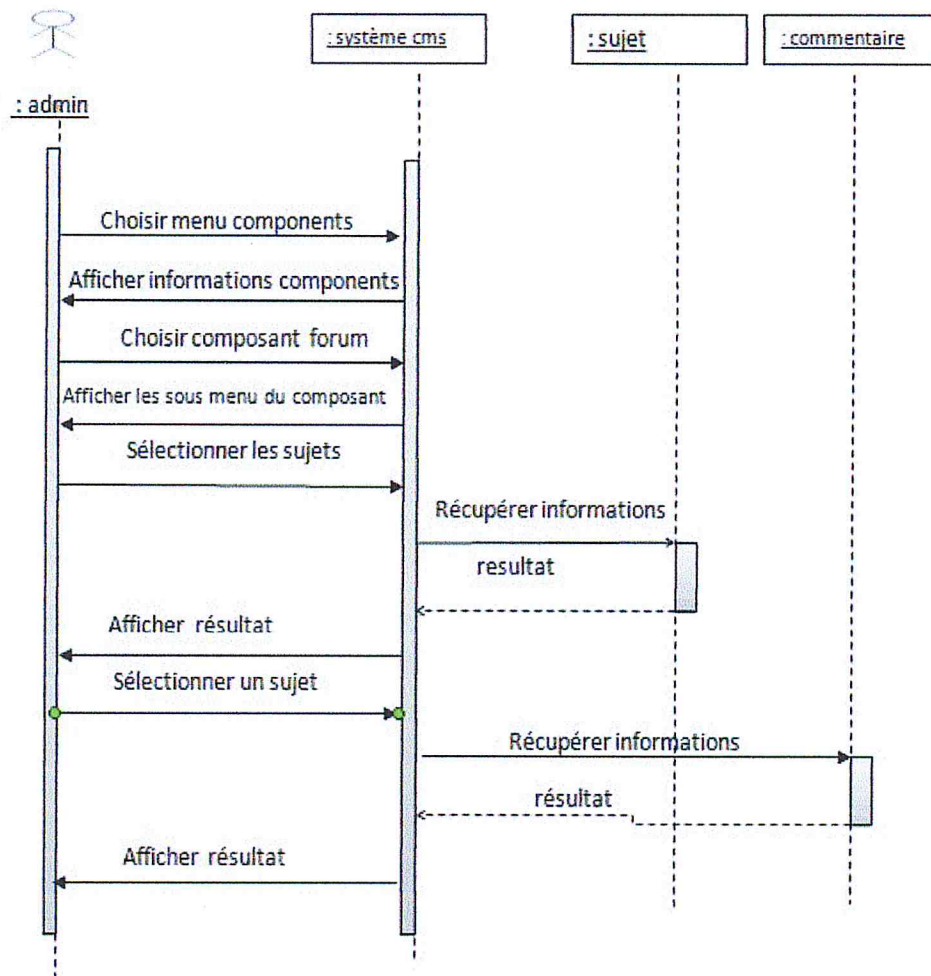 : système cms
: sujet
: commentaire
: admin
Choisir menu components
Afficher informations components
Choisir composant forum
Afficher les sous menu du composant
Sélectionner les sujets
Récupérer informations
resultat
Afficher résultat
Sélectionner un sujet
Récupérer informations
résultat
Afficher résultat